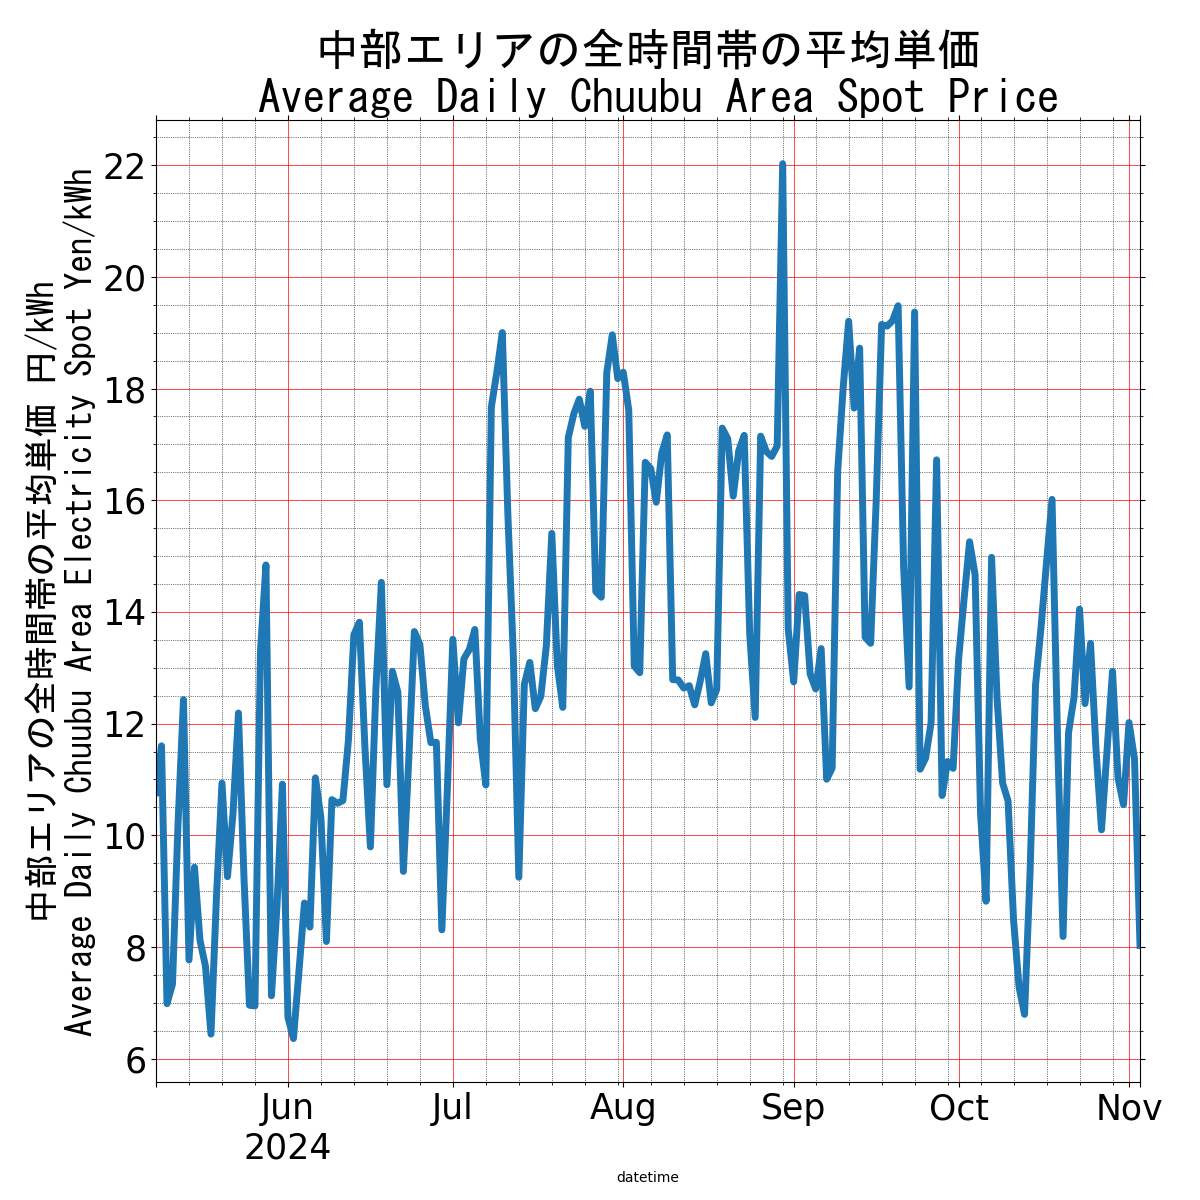 中部エリアの全時間帯の平均単価
Average Daily Chuubu Area Spot Price
中部エリアの全時間帯の平均単価 円/kWh
Average Daily Chuubu Area Electricity Spot Yen/kWh
22
20
18
16
14
12
10
8
6
Jun Jul Aug Sep Oct Nov
2024
datetime